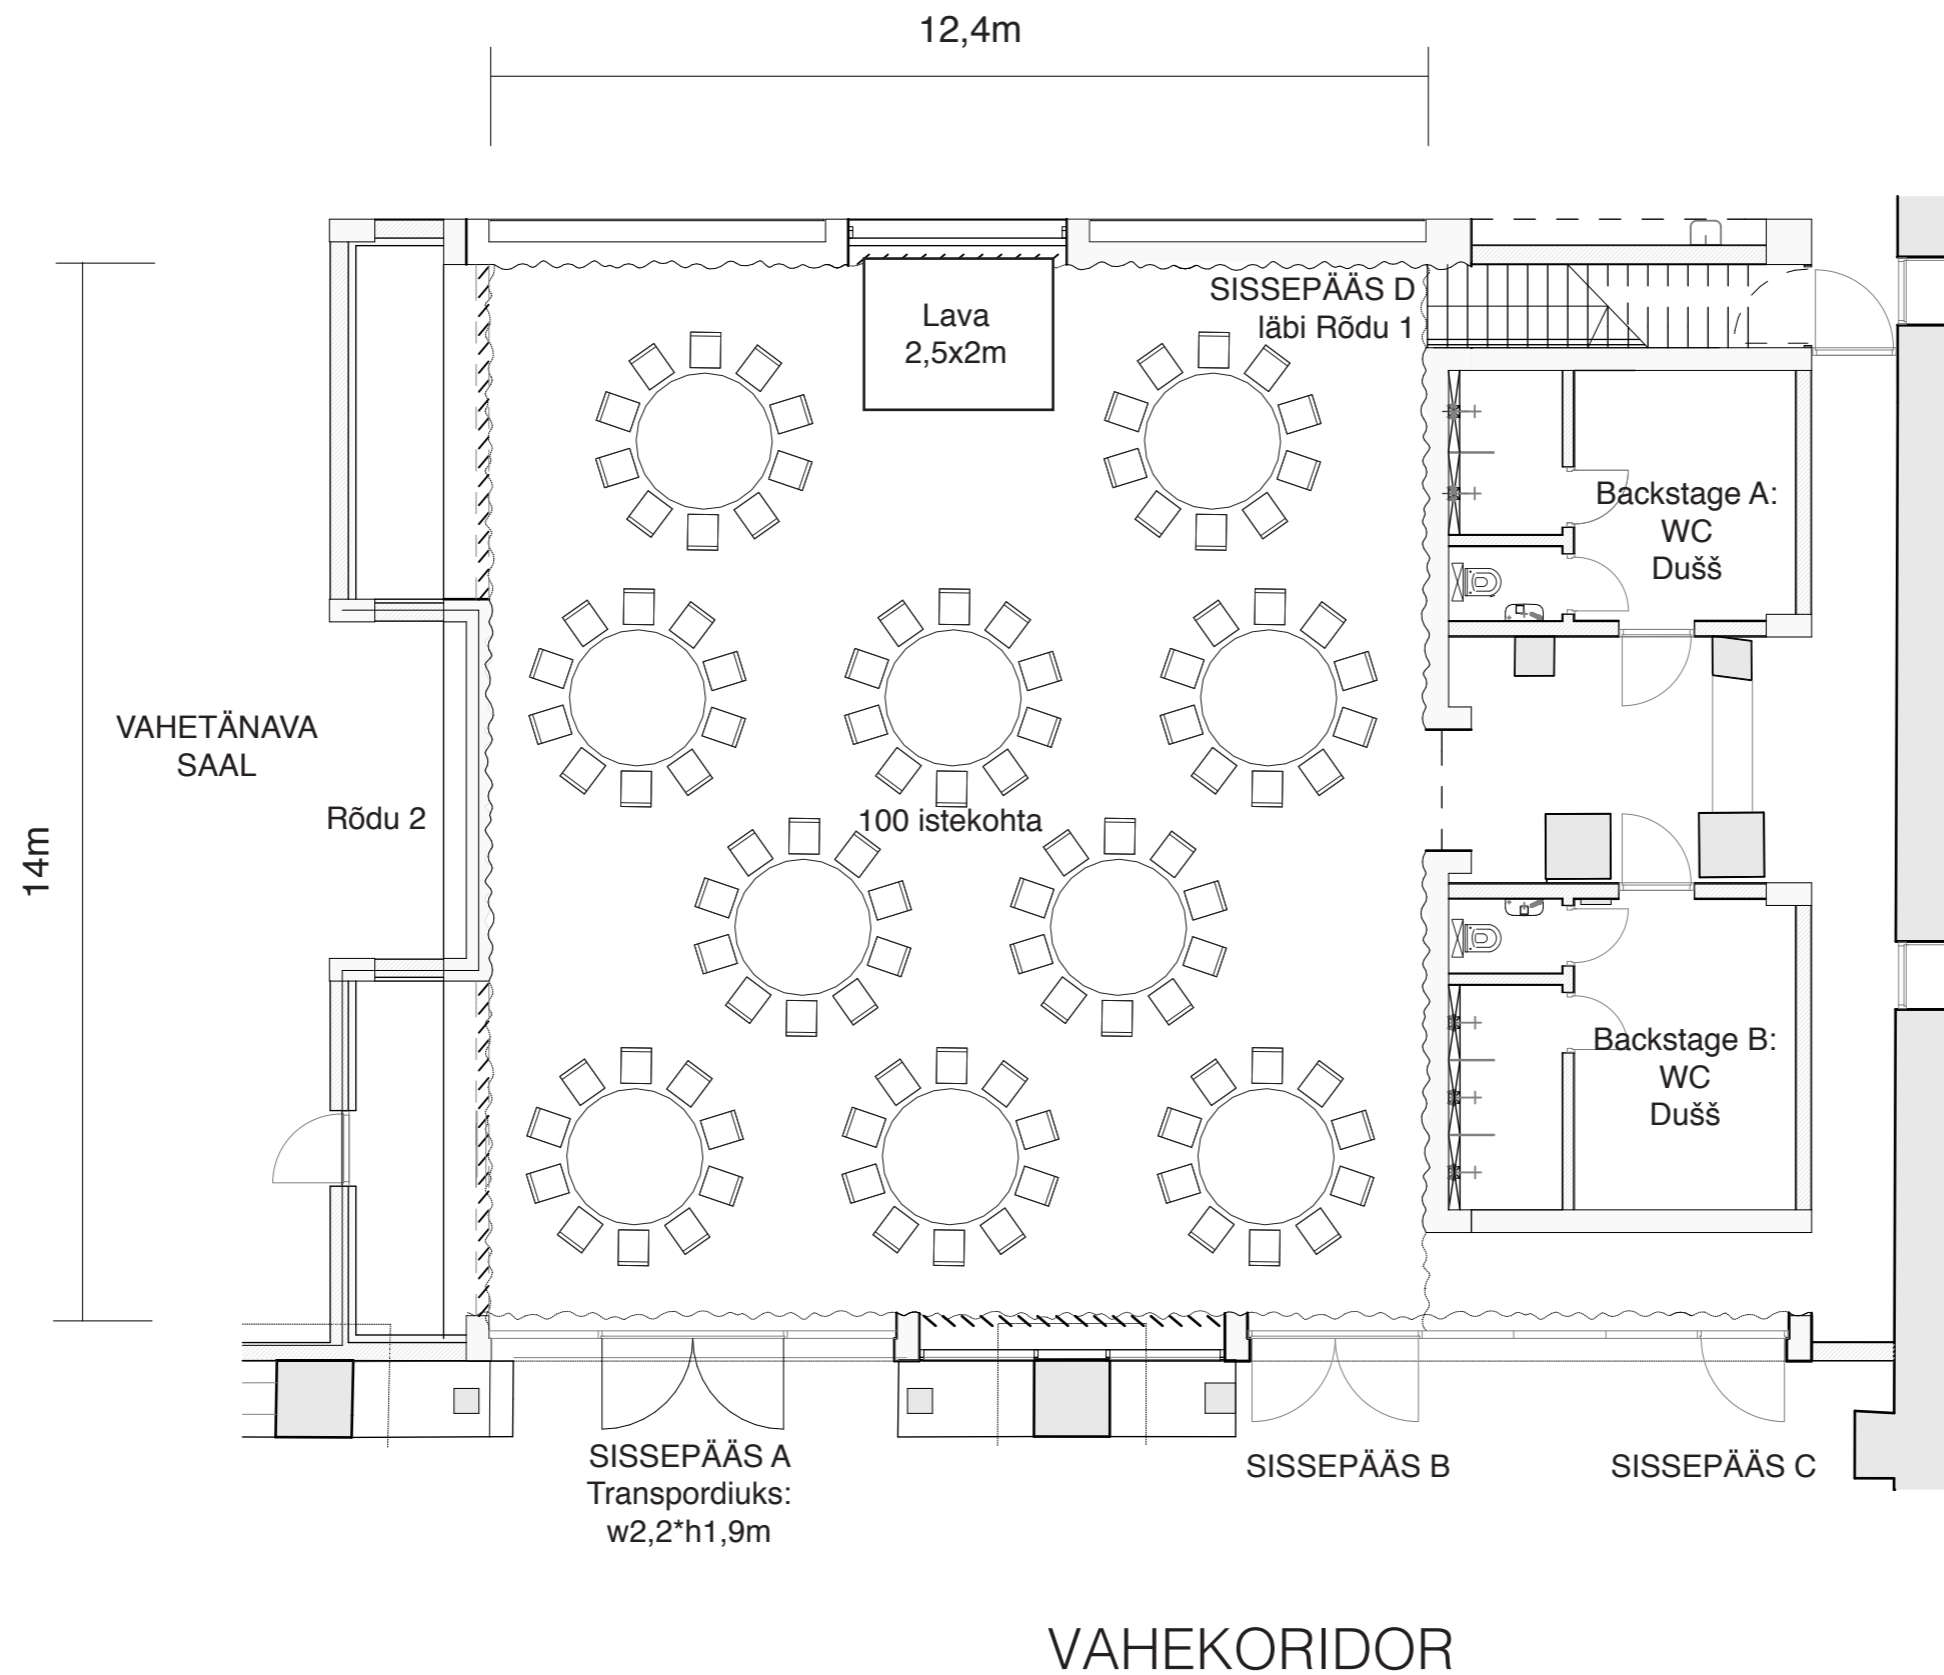 12,4m
SISSEPÄÄS D
läbi Rõdu 1
Lava
2,5x2m
Backstage A:
WC
Dušš
VAHETÄNAVA
SAAL
Rõdu 2
14m
100 istekohta
Backstage B:
WC
Dušš
SISSEPÄÄS A
Transpordiuks:
w2,2*h1,9m
SISSEPÄÄS B
SISSEPÄÄS C
VAHEKORIDOR